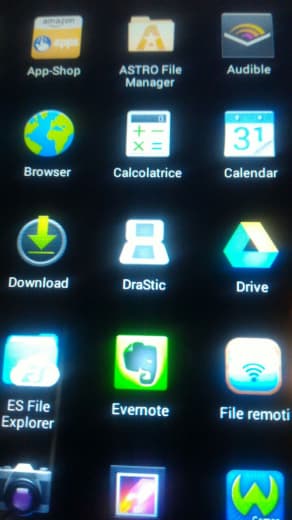 amazon
apps
App-Shop
ASTRO File
Manager
Audible
Browser
Calcolatrice
31
Calendar
Download
DraStic
Drive
ES File
Explorer
Evernote
File remoti